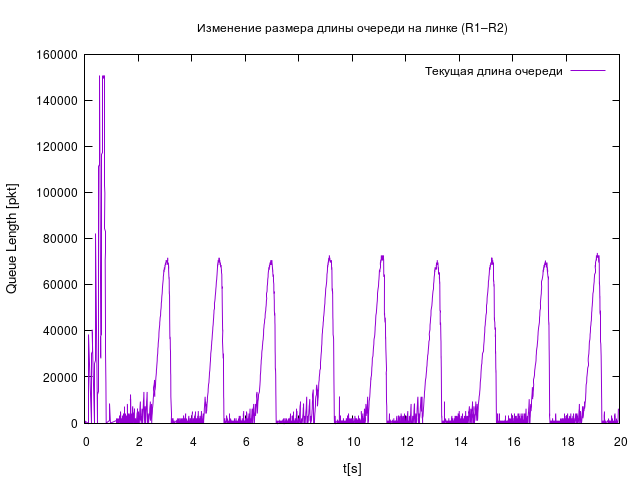 Изменение размера длины очереди на линке (R1–R2)
160000
Текущая длина очереди
140000
120000
100000
Queue Length [pkt]
80000
60000
40000
20000
0
0 2 4 6 8 10 12 14 16 18 20
t[s]